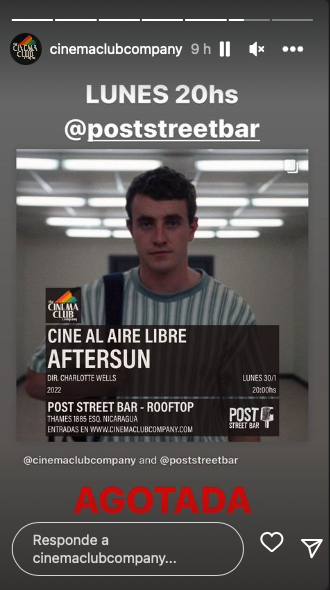 cinemaclubcompany 9 h
LUNES 20hs
@poststreetbar
the
CINEMA
CLUB
company
CINE AL AIRE LIBRE
AFTERSUN
DIR. CHARLOTTE WELLS
LUNES 30/1
2022
20:00hs
POST STREET BAR - ROOFTOP
THAMES 1885 ESQ. NICARAGUA
ENTRADAS EN WWW.CINEMACLUBCOMPANY.COM
POST
STREET BAR
@cinemaclubcompany and @poststreetbar
AGOTADA
Responde a
cinemaclubcompany...